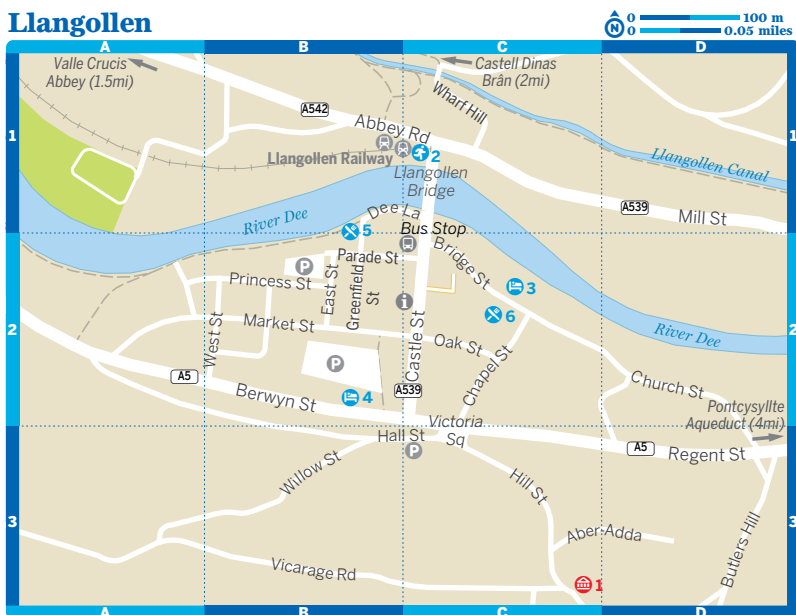 Llangollen
N
0 100 m
0 0.05 miles
A
B
C
D
Valle Crucis
Abbey (1.5mi)
Castell Dinas
Brân (2mi)
Wharf Hill
A542
1
1
Abbey Rd
Llangollen Railway
2
Llangollen
Bridge
Llangollen Canal
A539
Mill St
River Dee
Dee La
5
Bus Stop
Bridge St
Parade St
P
Princess St
East St
Greenfield
St
i
3
6
2
2
Market St
West St
Castle St
Oak St
Chapel St
River Dee
P
A5
Berwyn St
4
A539
Church St
Pontcysyllte
Aqueduct (4mi)
Victoria
Sq
Hall St
P
A5
Regent St
Willow St
Hill St
3
3
Aber-Adda
Butlers Hill
Vicarage Rd
1
A
B
C
D